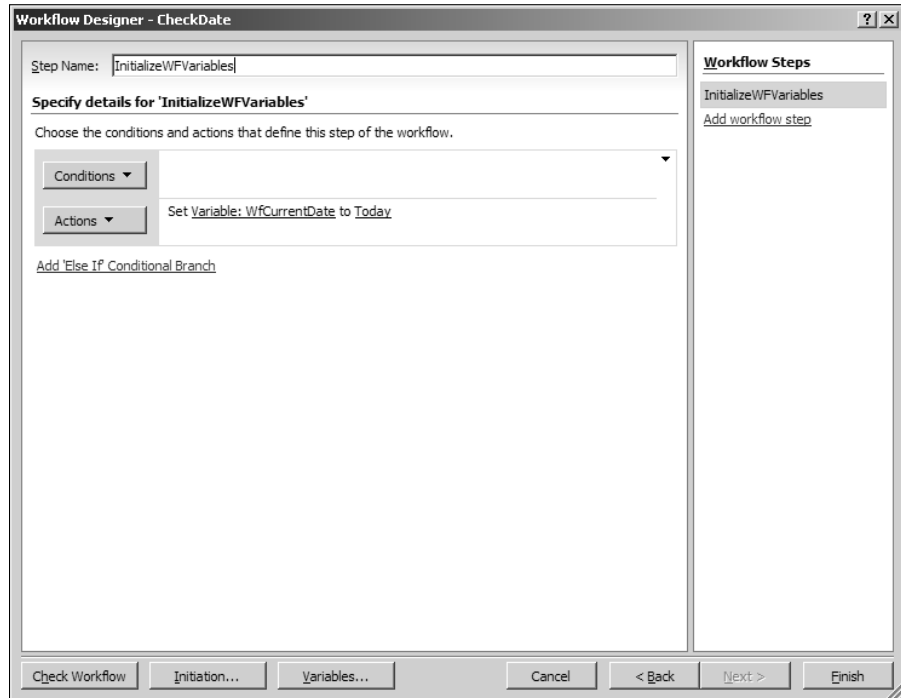 Workflow Designer - CheckDate
?
X
Step Name: InitializeWFVariables
Specify details for 'InitializeWFVariables'
Choose the conditions and actions that define this step of the workflow.
Conditions
Actions
Set Variable: WfCurrentDate to Today
Add 'Else If' Conditional Branch
Workflow Steps
InitializeWFVariables
Add workflow step
Check Workflow
Initiation...
Variables...
Cancel
< Back
Next >
Finish